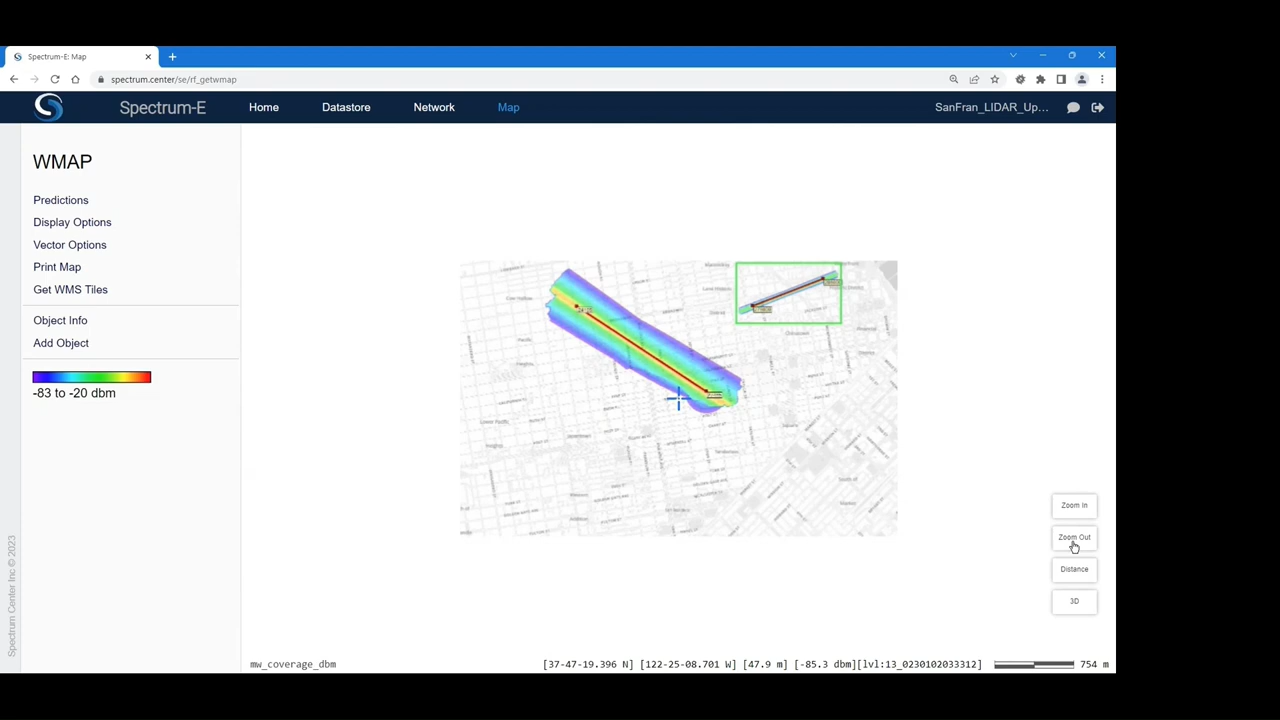 Spectrum-E: Map
spectrum.center/se/rf_getwmap
Spectrum-E Home Datastore Network Map SanFran_LIDAR_Up...
WMAP
Predictions
Display Options
Vector Options
Print Map
Get WMS Tiles
Object Info
Add Object
-83 to -20 dbm
Zoom In
Zoom Out
Distance
3D
Spectrum Center Inc © 2023
mw_coverage_dbm [37-47-19.396 N] [122-25-08.701 W] [47.9 m] [-85.3 dbm][lvl:13_0230102033312] 754 m